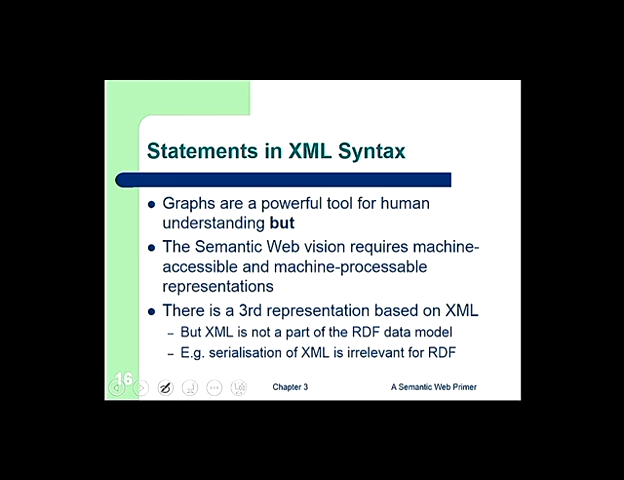 Statements in XML Syntax
● Graphs are a powerful tool for human
understanding but
● The Semantic Web vision requires machine-
accessible and machine-processable
representations
● There is a 3rd representation based on XML
– But XML is not a part of the RDF data model
– E.g. serialisation of XML is irrelevant for RDF
16
Chapter 3
A Semantic Web Primer